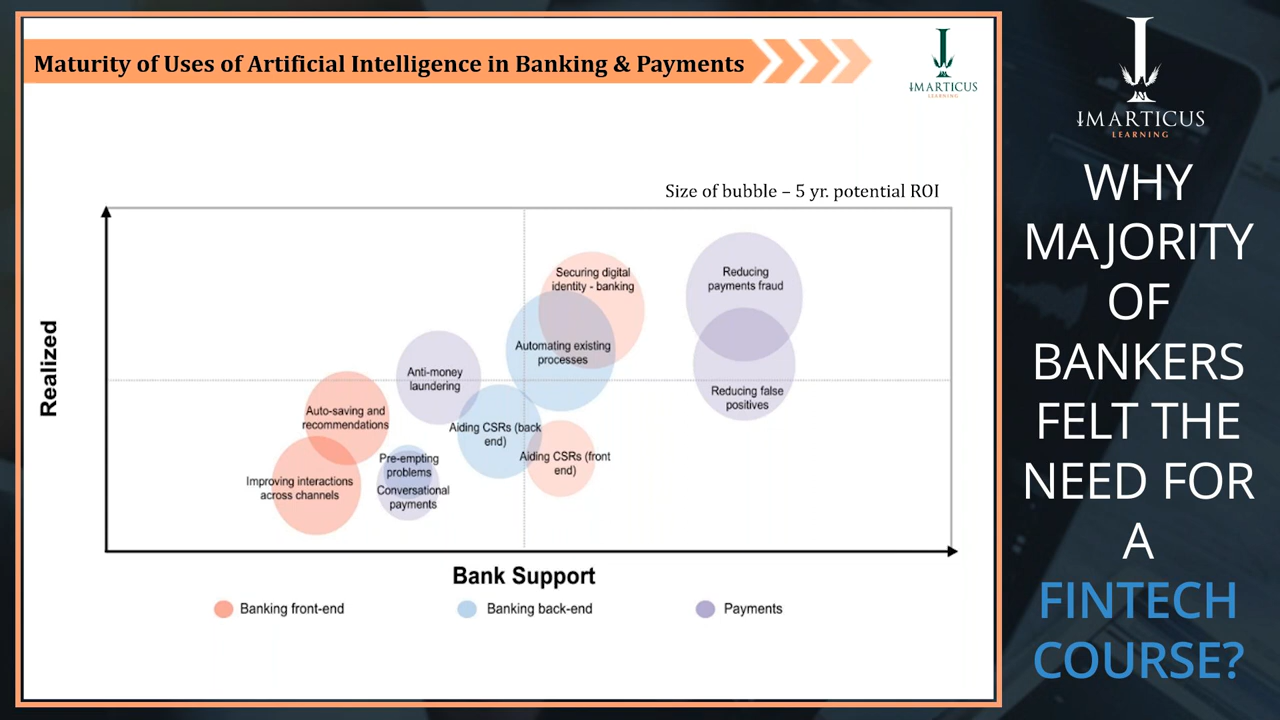 Maturity of Uses of Artificial Intelligence in Banking & Payments
IMARTICUS
LEARNING
Size of bubble – 5 yr. potential ROI
Realized
Securing digital
identity - banking
Reducing
payments fraud
Automating existing
processes
Anti-money
laundering
Reducing false
positives
Auto-saving and
recommendations
Aiding CSRs (back
end)
Aiding CSRs (front
end)
Pre-empting
problems
Improving interactions
across channels
Conversational
payments
Bank Support
Banking front-end
Banking back-end
Payments
IMARTICUS
LEARNING
WHY
MAJORITY
OF
BANKERS
FELT THE
NEED FOR
A
FINTECH
COURSE?